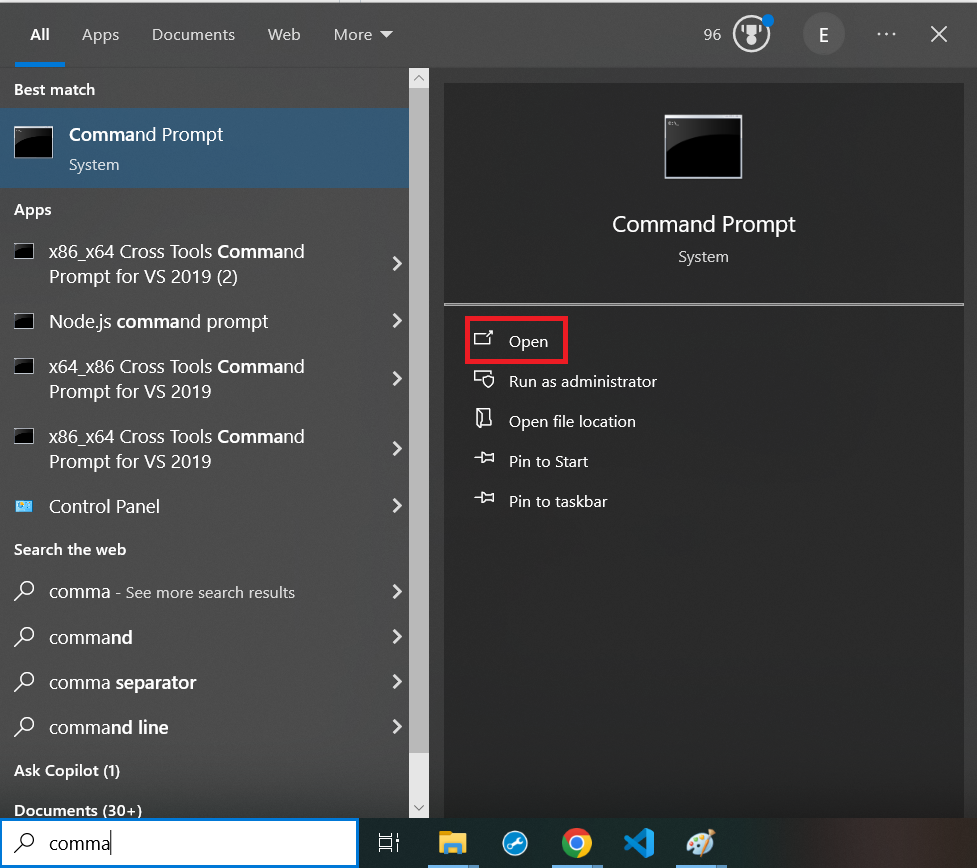 All Apps Documents Web More 96 E
Best match
Command Prompt
System
Apps
x86_x64 Cross Tools Command
Prompt for VS 2019 (2)
Node.js command prompt
x64_x86 Cross Tools Command
Prompt for VS 2019
x86_x64 Cross Tools Command
Prompt for VS 2019
Control Panel
Search the web
comma - See more search results
command
comma separator
command line
Ask Copilot (1)
Documents (30+)
comma
Command Prompt
System
Open
Run as administrator
Open file location
Pin to Start
Pin to taskbar